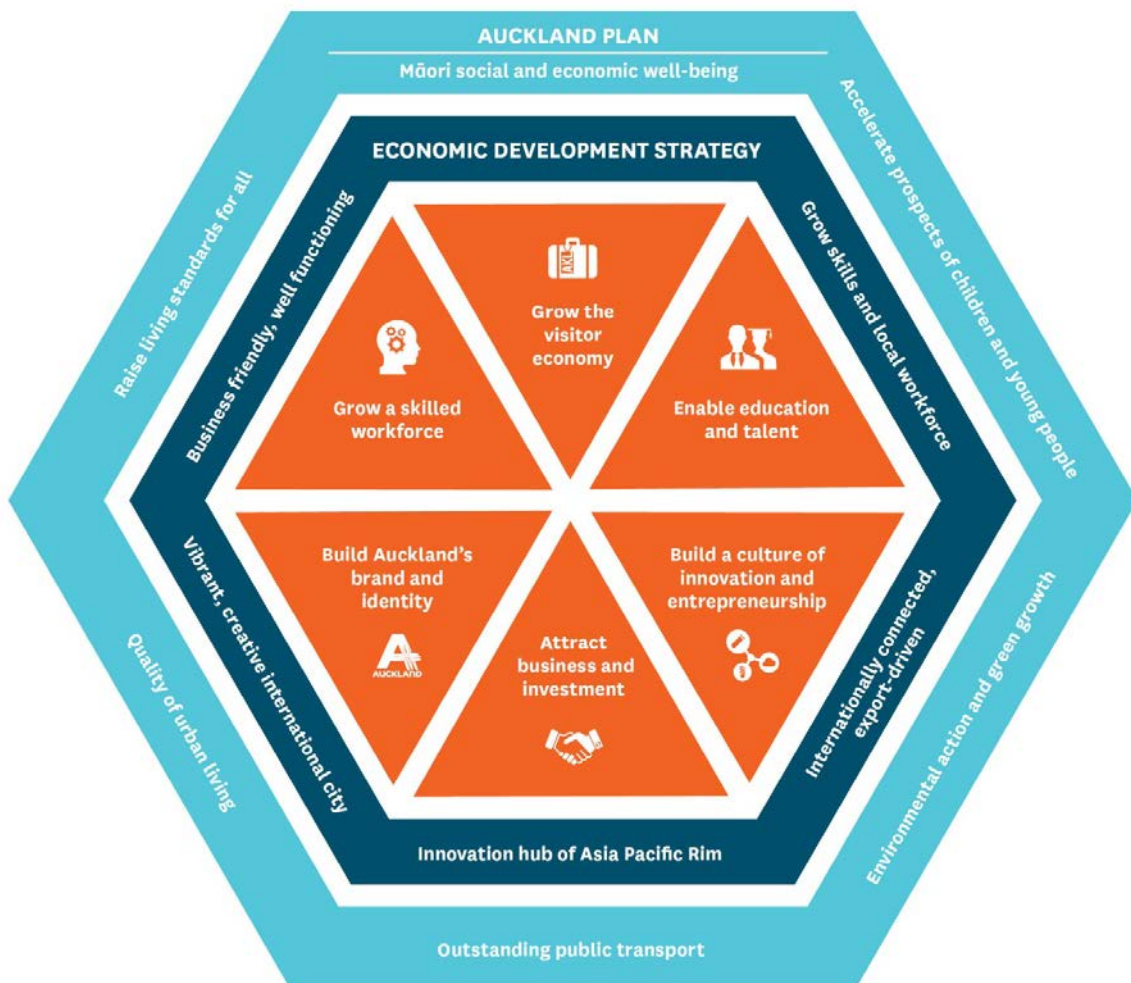 AUCKLAND PLAN
Māori social and economic well-being
Accelerate prospects of children and young people
Environmental action and green growth
Outstanding public transport
Quality of urban living
Raise living standards for all
ECONOMIC DEVELOPMENT STRATEGY
Grow skills and local workforce
Internationally connected,
export-driven
Innovation hub of Asia Pacific Rim
Vibrant, creative international city
Business friendly, well functioning
AKL
Grow the
visitor
economy
Grow a skilled
workforce
Enable education
and talent
Build Auckland's
brand and
identity
A
AUCKLAND
Attract
business and
investment
Build a culture of
innovation and
entrepreneurship